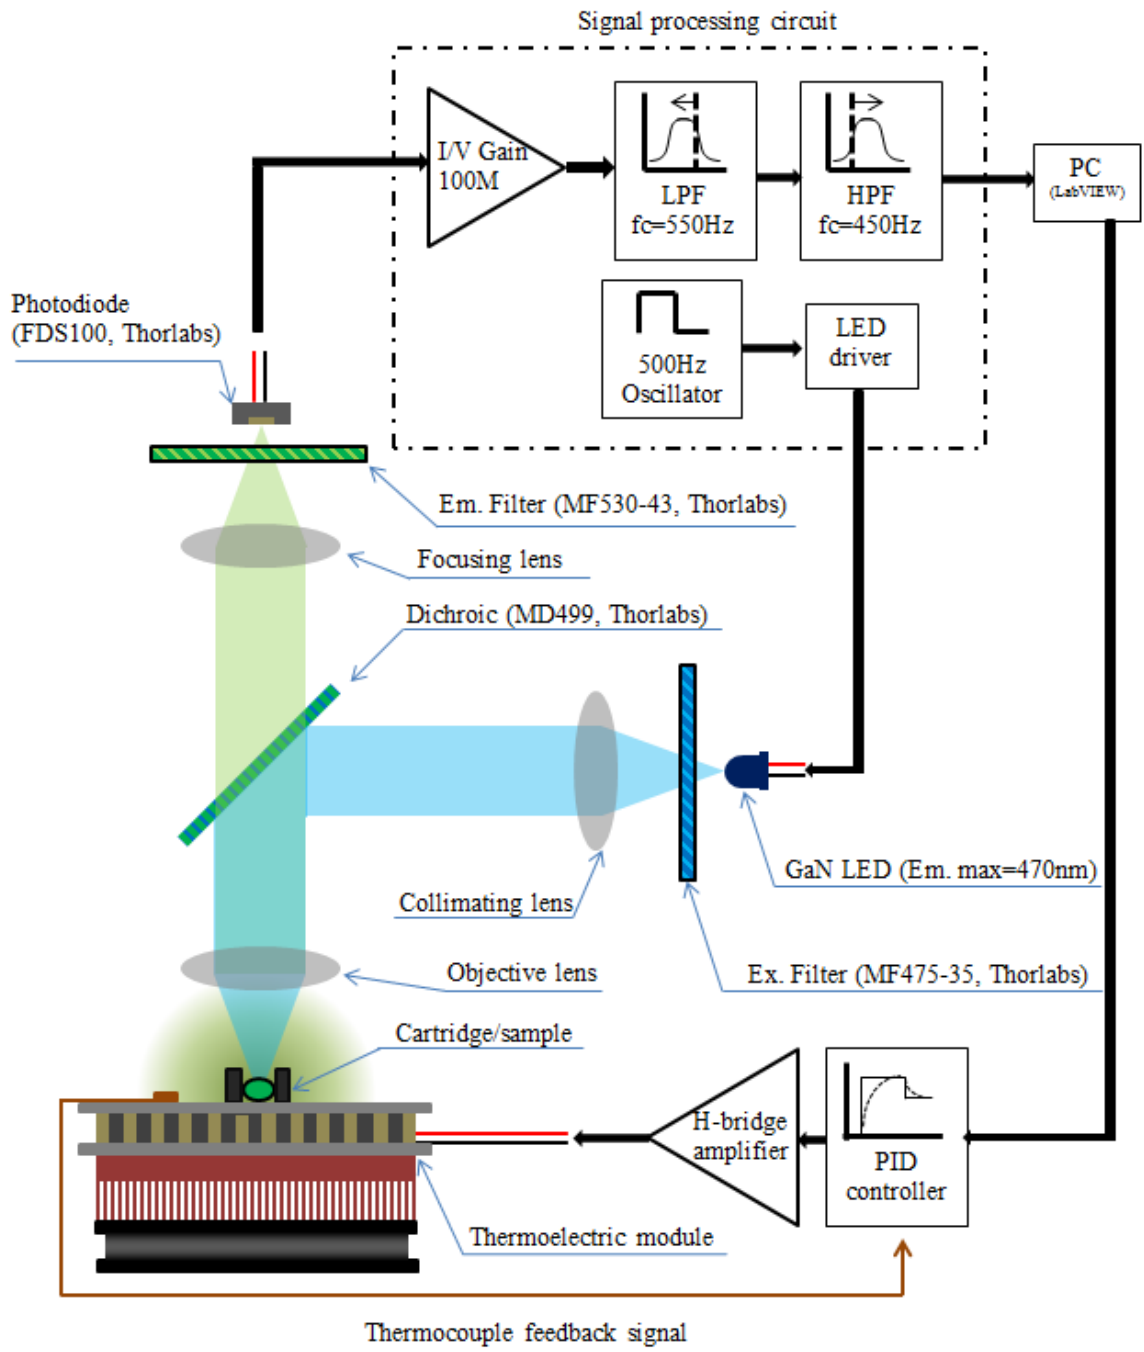 Signal processing circuit
I/V Gain
100M
LPF
fc=550Hz
HPF
fc=450Hz
PC
(LabVIEW)
500Hz
Oscillator
LED
driver
Photodiode
(FDS100, Thorlabs)
Em. Filter (MF530-43, Thorlabs)
Focusing lens
Dichroic (MD499, Thorlabs)
GaN LED (Em. max=470nm)
Collimating lens
Objective lens
Ex. Filter (MF475-35, Thorlabs)
Cartridge/sample
H-bridge
amplifier
PID
controller
Thermoelectric module
Thermocouple feedback signal